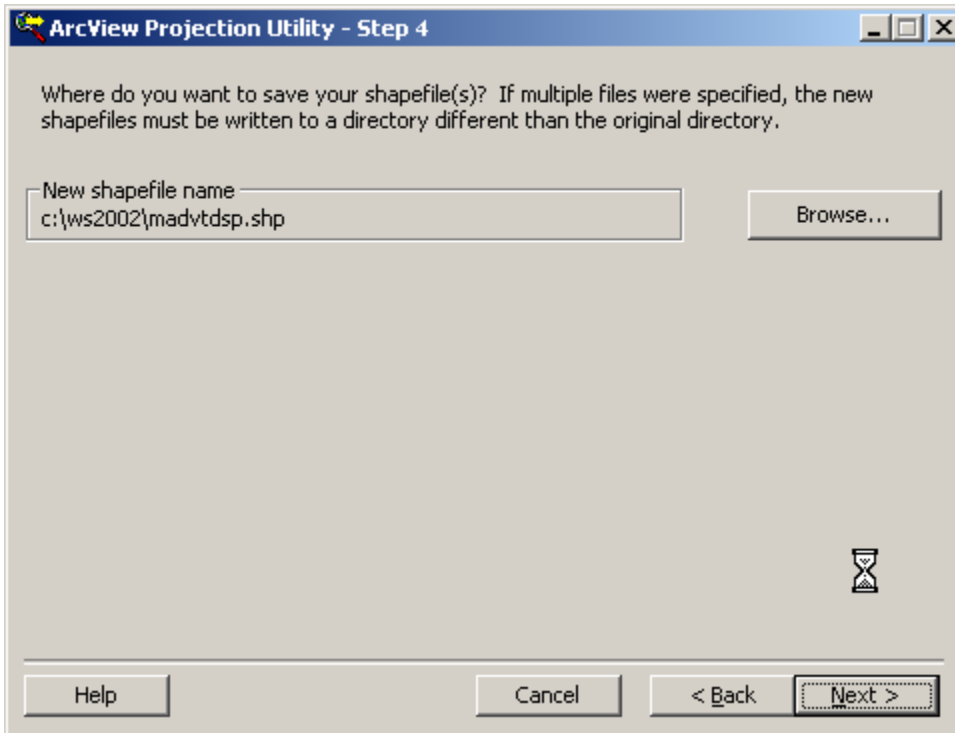 ArcView Projection Utility - Step 4
Where do you want to save your shapefile(s)? If multiple files were specified, the new
shapefiles must be written to a directory different than the original directory.
New shapefile name
c:\ws2002\madvtdsp.shp
Browse...
Help
Cancel
< Back
Next >